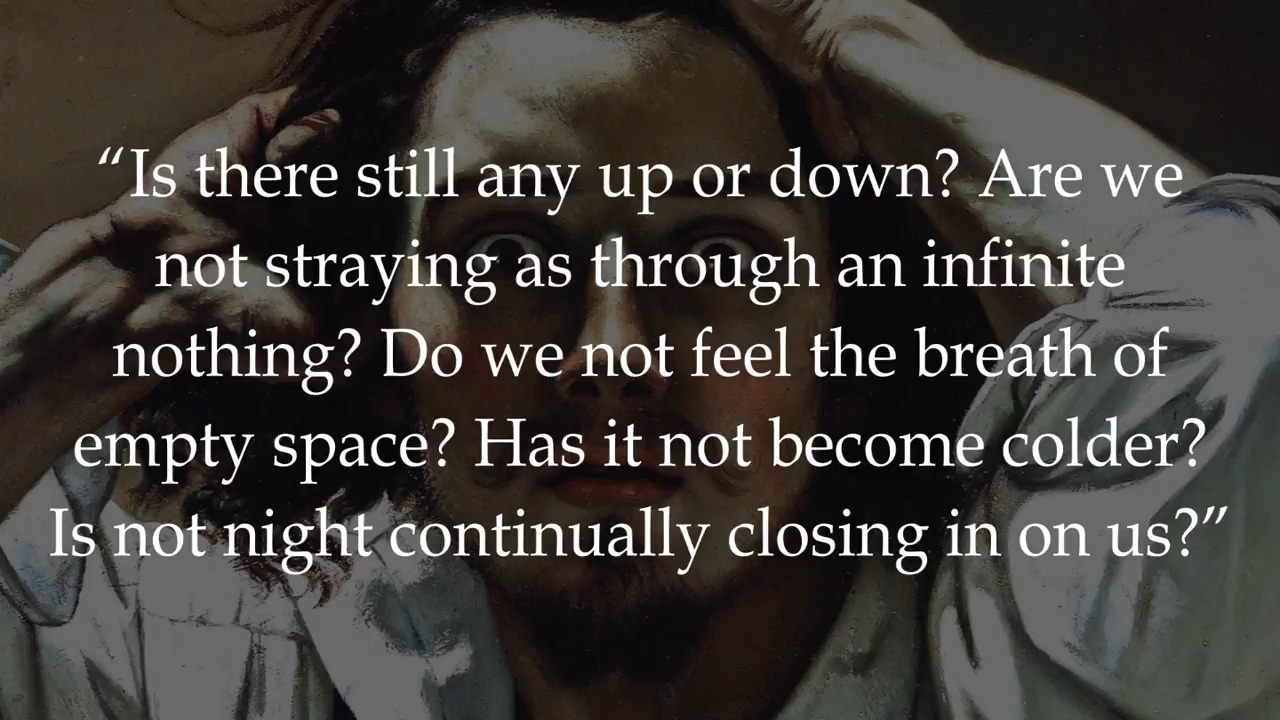 “Is there still any up or down? Are we
not straying as through an infinite
nothing? Do we not feel the breath of
empty space? Has it not become colder?
Is not night continually closing in on us?”